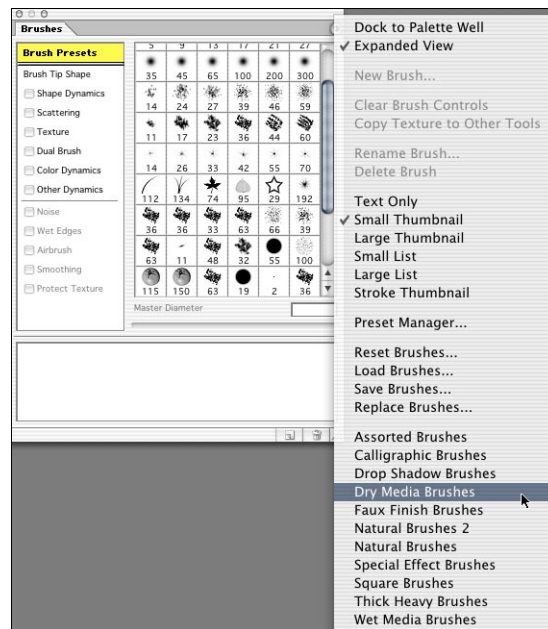 Brushes
Brush Presets
Brush Tip Shape
Shape Dynamics
Scattering
Texture
Dual Brush
Color Dynamics
Other Dynamics
Noise
Wet Edges
Airbrush
Smoothing
Protect Texture
5 9 13 17 21 27
35 45 65 100 200 300
14 24 27 39 46 59
11 17 23 36 44 60
14 26 33 42 55 70
112 134 74 95 29 192
36 36 33 63 66 39
63 11 48 32 55 100
115 150 63 19 2 36
Master Diameter
Dock to Palette Well
Expanded View
New Brush...
Clear Brush Controls
Copy Texture to Other Tools
Rename Brush...
Delete Brush
Text Only
Small Thumbnail
Large Thumbnail
Small List
Large List
Stroke Thumbnail
Preset Manager...
Reset Brushes...
Load Brushes...
Save Brushes...
Replace Brushes...
Assorted Brushes
Calligraphic Brushes
Drop Shadow Brushes
Dry Media Brushes
Faux Finish Brushes
Natural Brushes 2
Natural Brushes
Special Effect Brushes
Square Brushes
Thick Heavy Brushes
Wet Media Brushes